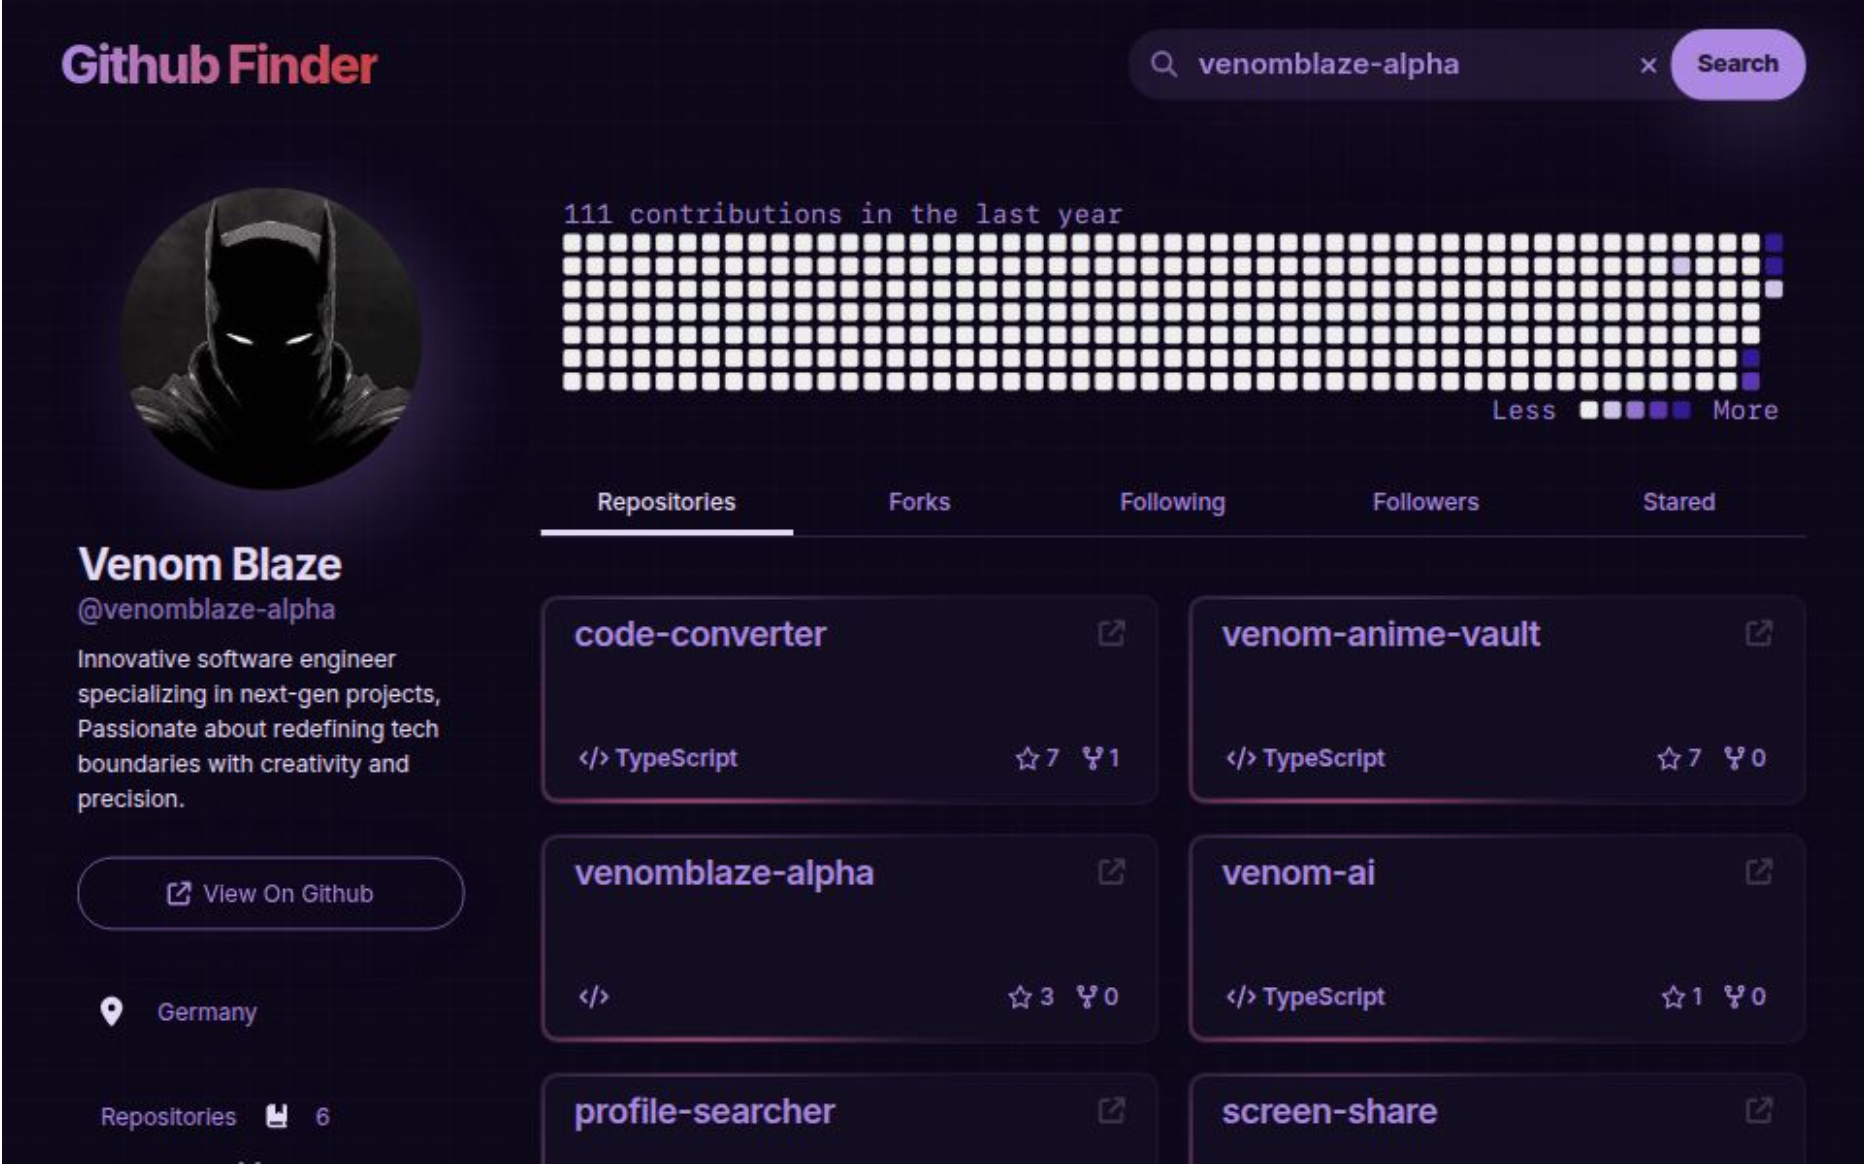 Github Finder
venomblaze-alpha
Search
111 contributions in the last year
Less More
Repositories Forks Following Followers Stared
Venom Blaze
@venomblaze-alpha
Innovative software engineer
specializing in next-gen projects,
Passionate about redefining tech
boundaries with creativity and
precision.
View On Github
Germany
Repositories 6
code-converter
</> TypeScript 7 1
venom-anime-vault
</> TypeScript 7 0
venomblaze-alpha
</> 3 0
venom-ai
</> TypeScript 1 0
profile-searcher
screen-share